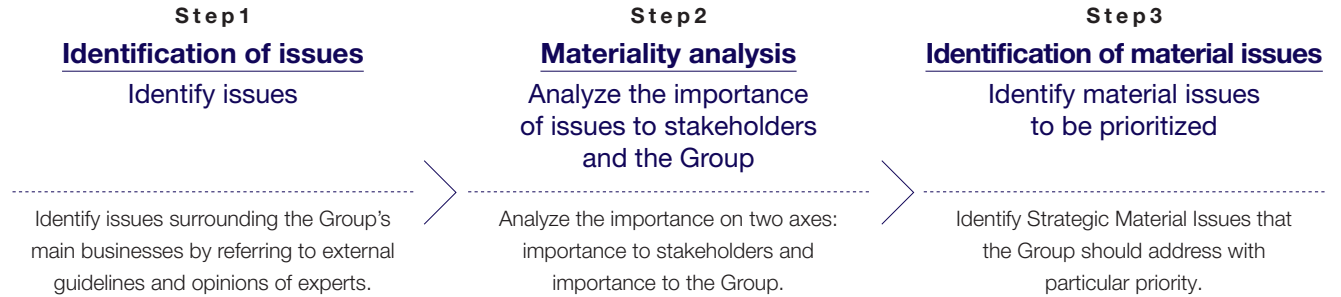 Step1
Identification of issues
Identify issues
Identify issues surrounding the Group's
main businesses by referring to external
guidelines and opinions of experts.
Step2
Materiality analysis
Analyze the importance
of issues to stakeholders
and the Group
Analyze the importance on two axes:
importance to stakeholders and
importance to the Group.
Step3
Identification of material issues
Identify material issues
to be prioritized
Identify Strategic Material Issues that
the Group should address with
particular priority.